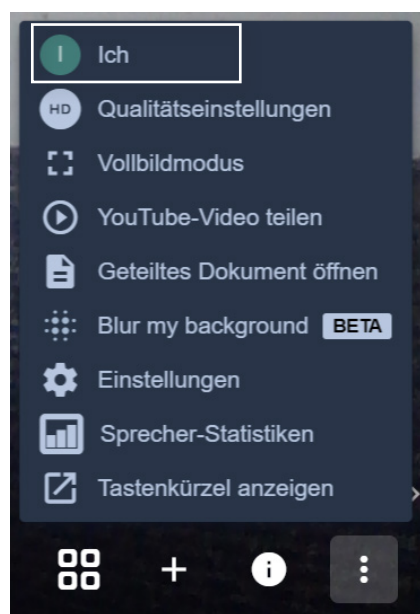 I Ich
HD Qualitätseinstellungen
Vollbildmodus
YouTube-Video teilen
Geteiltes Dokument öffnen
Blur my background BETA
Einstellungen
Sprecher-Statistiken
Tastenkürzel anzeigen